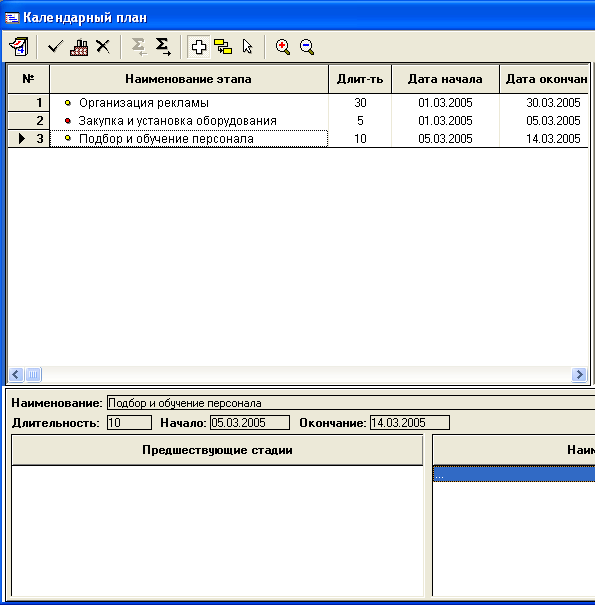 Календарный план
№ Наименование этапа Длит-ть Дата начала Дата окончан
1 Организация рекламы 30 01.03.2005 30.03.2005
2 Закупка и установка оборудования 5 01.03.2005 05.03.2005
3 Подбор и обучение персонала 10 05.03.2005 14.03.2005
Наименование: Подбор и обучение персонала
Длительность: 10 Начало: 05.03.2005 Окончание: 14.03.2005
Предшествующие стадии Наим
...